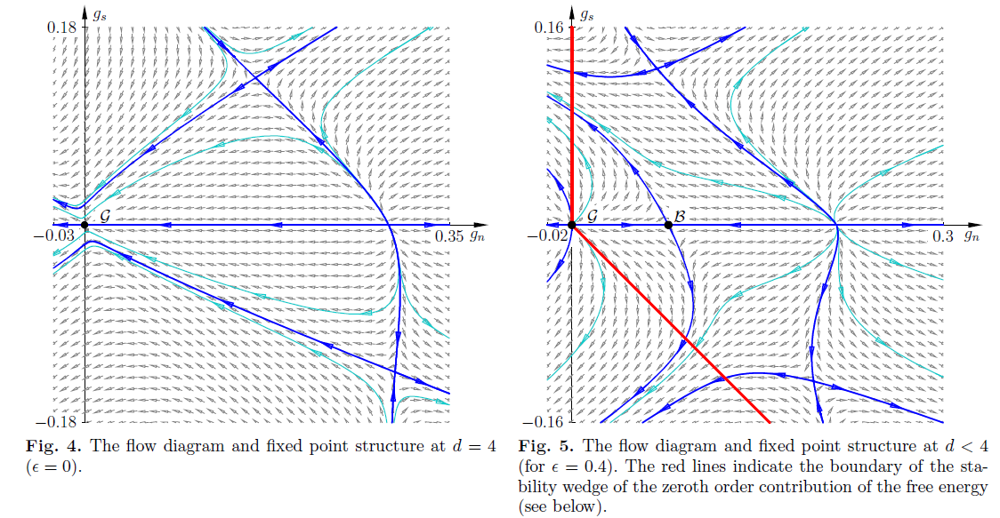 g_s
0.18
𝒢
−0.03
0.35 g_n
−0.18
Fig. 4. The flow diagram and fixed point structure at d = 4
(ϵ = 0).
g_s
0.16
𝒢
ℬ
−0.02
0.3 g_n
−0.16
Fig. 5. The flow diagram and fixed point structure at d < 4
(for ϵ = 0.4). The red lines indicate the boundary of the sta-
bility wedge of the zeroth order contribution of the free energy
(see below).